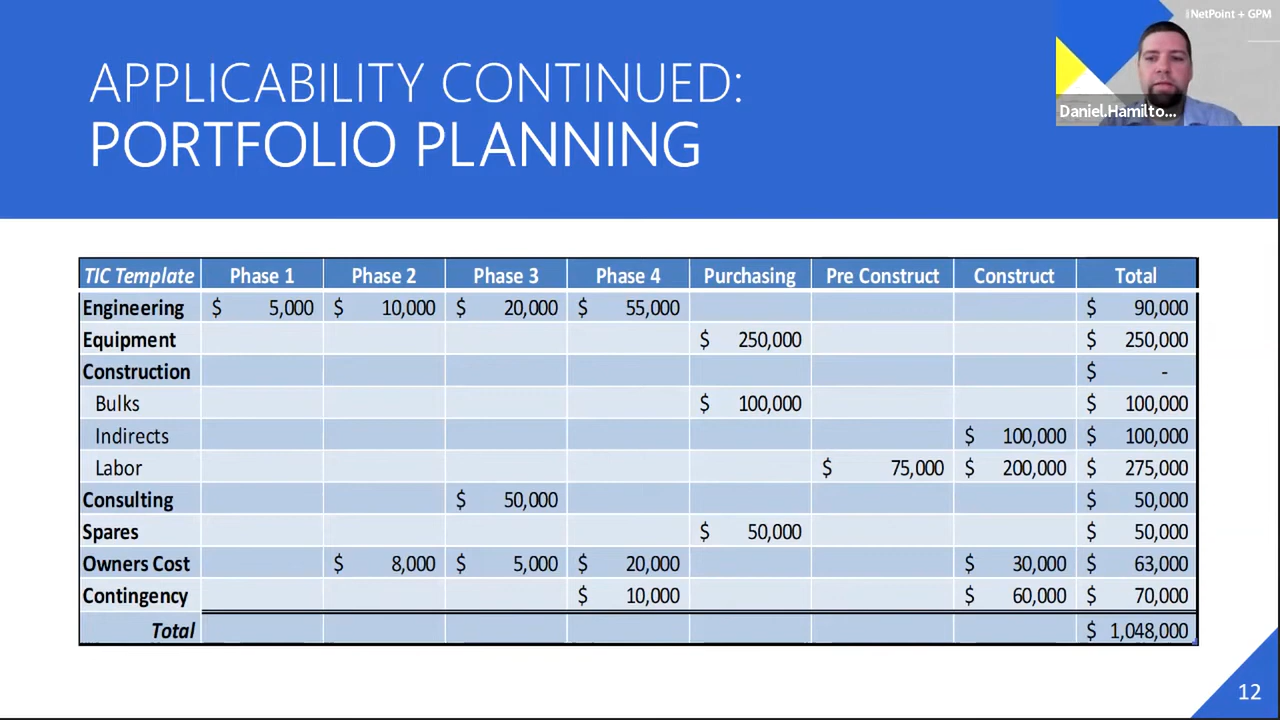 NetPoint + GPM
Daniel.Hamilto...
APPLICABILITY CONTINUED:
PORTFOLIO PLANNING
TIC Template Phase 1 Phase 2 Phase 3 Phase 4 Purchasing Pre Construct Construct Total
Engineering $ 5,000 $ 10,000 $ 20,000 $ 55,000 $ 90,000
Equipment $ 250,000 $ 250,000
Construction $ -
Bulks $ 100,000 $ 100,000
Indirects $ 100,000 $ 100,000
Labor $ 75,000 $ 200,000 $ 275,000
Consulting $ 50,000 $ 50,000
Spares $ 50,000 $ 50,000
Owners Cost $ 8,000 $ 5,000 $ 20,000 $ 30,000 $ 63,000
Contingency $ 10,000 $ 60,000 $ 70,000
Total $ 1,048,000
12